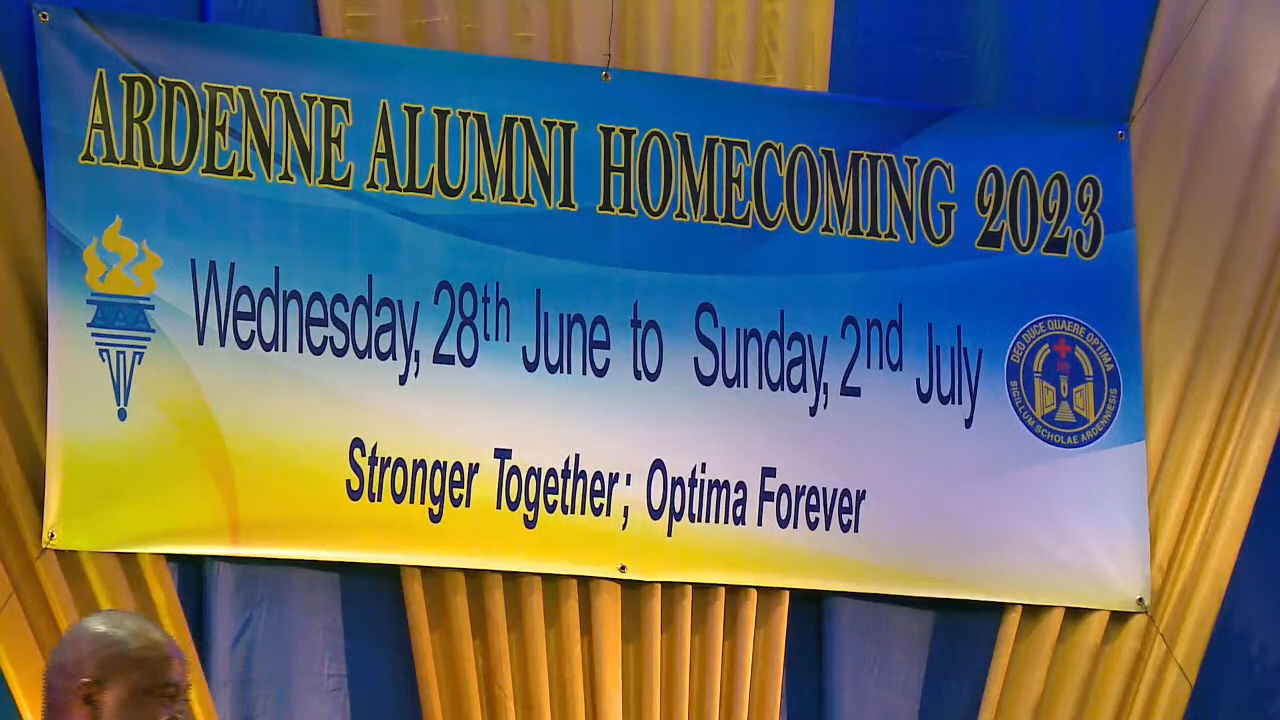 ARDENNE ALUMNI HOMECOMING 2023
Wednesday, 28th June to Sunday, 2nd July
DEO DUCE QUAERE OPTIMA
SIGILLUM SCHOLAE ARDENNIESIS
Stronger Together; Optima Forever